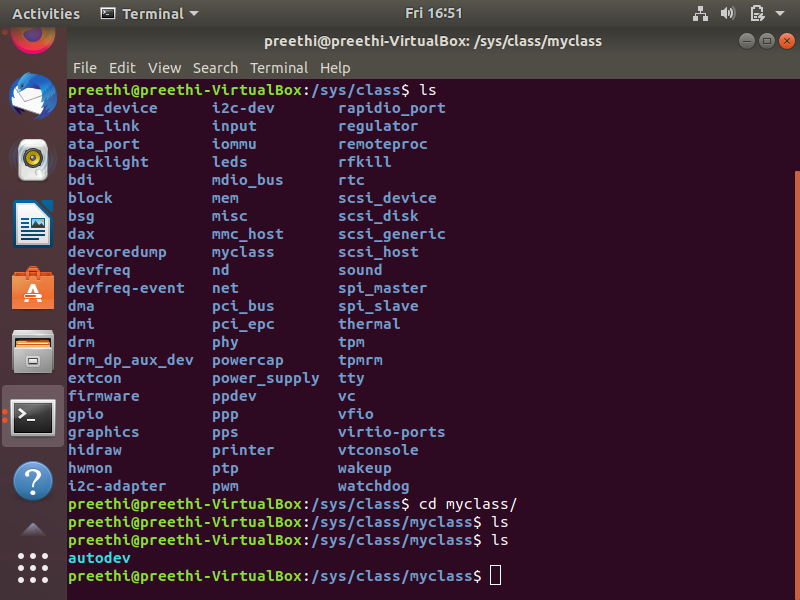 Activities Terminal Fri 16:51
preethi@preethi-VirtualBox: /sys/class/myclass
File Edit View Search Terminal Help
preethi@preethi-VirtualBox:/sys/class$ ls
ata_device i2c-dev rapidio_port
ata_link input regulator
ata_port iommu remoteproc
backlight leds rfkill
bdi mdio_bus rtc
block mem scsi_device
bsg misc scsi_disk
dax mmc_host scsi_generic
devcoredump myclass scsi_host
devfreq nd sound
devfreq-event net spi_master
dma pci_bus spi_slave
dmi pci_epc thermal
drm phy tpm
drm_dp_aux_dev powercap tpmrm
extcon power_supply tty
firmware ppdev vc
gpio ppp vfio
graphics pps virtio-ports
hidraw printer vtconsole
hwmon ptp wakeup
i2c-adapter pwm watchdog
preethi@preethi-VirtualBox:/sys/class$ cd myclass/
preethi@preethi-VirtualBox:/sys/class/myclass$ ls
preethi@preethi-VirtualBox:/sys/class/myclass$ ls
autodev
preethi@preethi-VirtualBox:/sys/class/myclass$